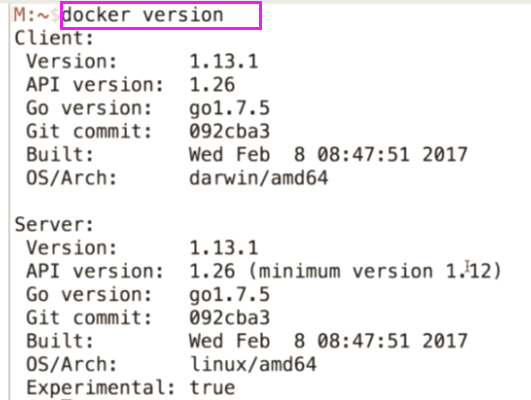 M:~$docker version
Client:
 Version:      1.13.1
 API version:  1.26
 Go version:   go1.7.5
 Git commit:   092cba3
 Built:        Wed Feb  8 08:47:51 2017
 OS/Arch:      darwin/amd64

Server:
 Version:      1.13.1
 API version:  1.26 (minimum version 1.12)
 Go version:   go1.7.5
 Git commit:   092cba3
 Built:        Wed Feb  8 08:47:51 2017
 OS/Arch:      linux/amd64
 Experimental: true